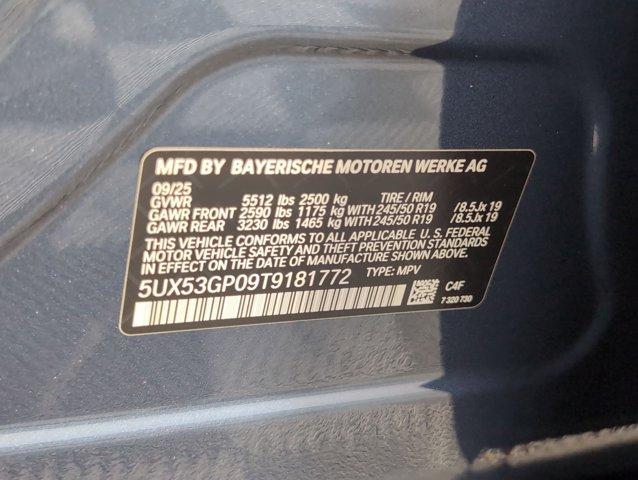 MFD BY BAYERISCHE MOTOREN WERKE AG
09/25
GVWR 5512 lbs 2500 kg TIRE / RIM
GAWR FRONT 2590 lbs 1175 kg WITH 245/50 R19 /8.5Jx19
GAWR REAR 3230 lbs 1465 kg WITH 245/50 R19 /8.5Jx19
THIS VEHICLE CONFORMS TO ALL APPLICABLE U.S. FEDERAL
MOTOR VEHICLE SAFETY AND THEFT PREVENTION STANDARDS
IN EFFECT ON THE DATE OF MANUFACTURE SHOWN ABOVE.
5UX53GP09T9181772 TYPE: MPV
C4F
7 320 730